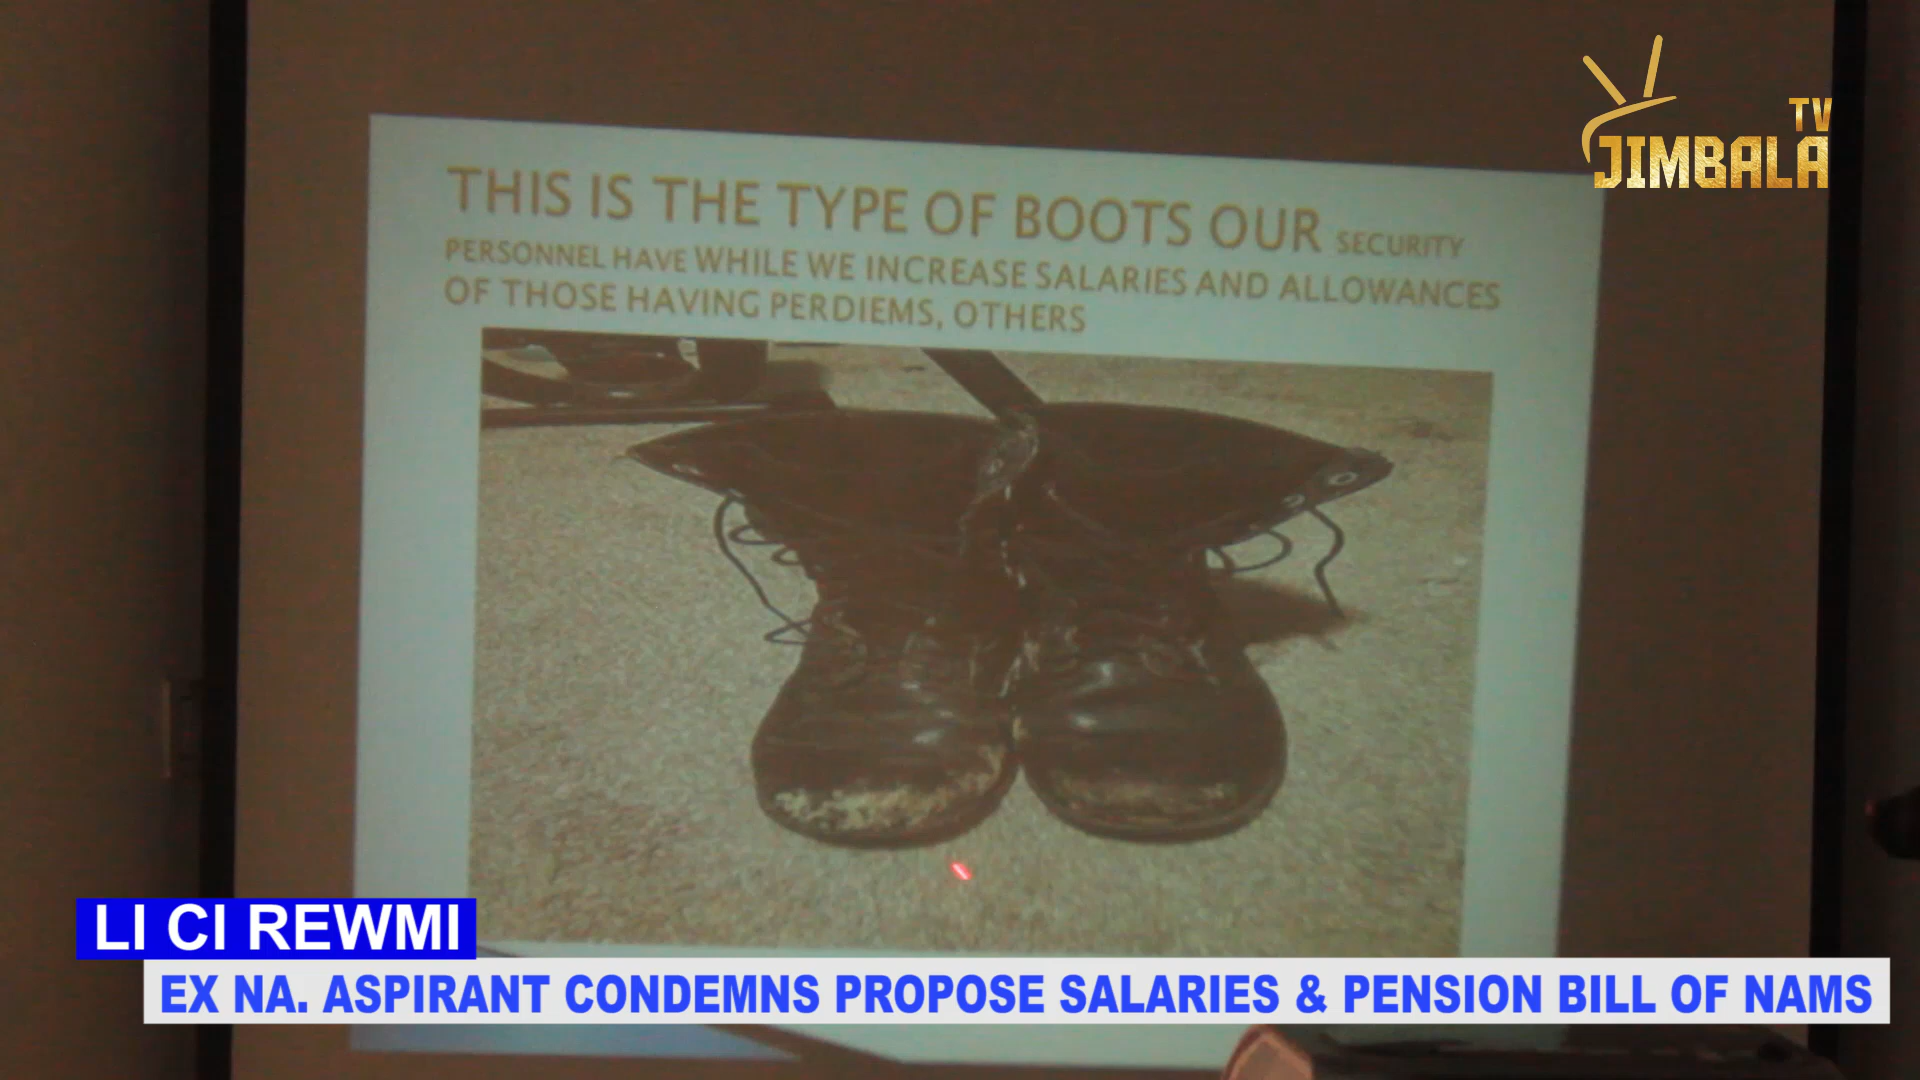 TV
JIMBALA
THIS IS THE TYPE OF BOOTS OUR SECURITY
PERSONNEL HAVE WHILE WE INCREASE SALARIES AND ALLOWANCES
OF THOSE HAVING PERDIEMS, OTHERS
LI CI REWMI
EX NA. ASPIRANT CONDEMNS PROPOSE SALARIES & PENSION BILL OF NAMS